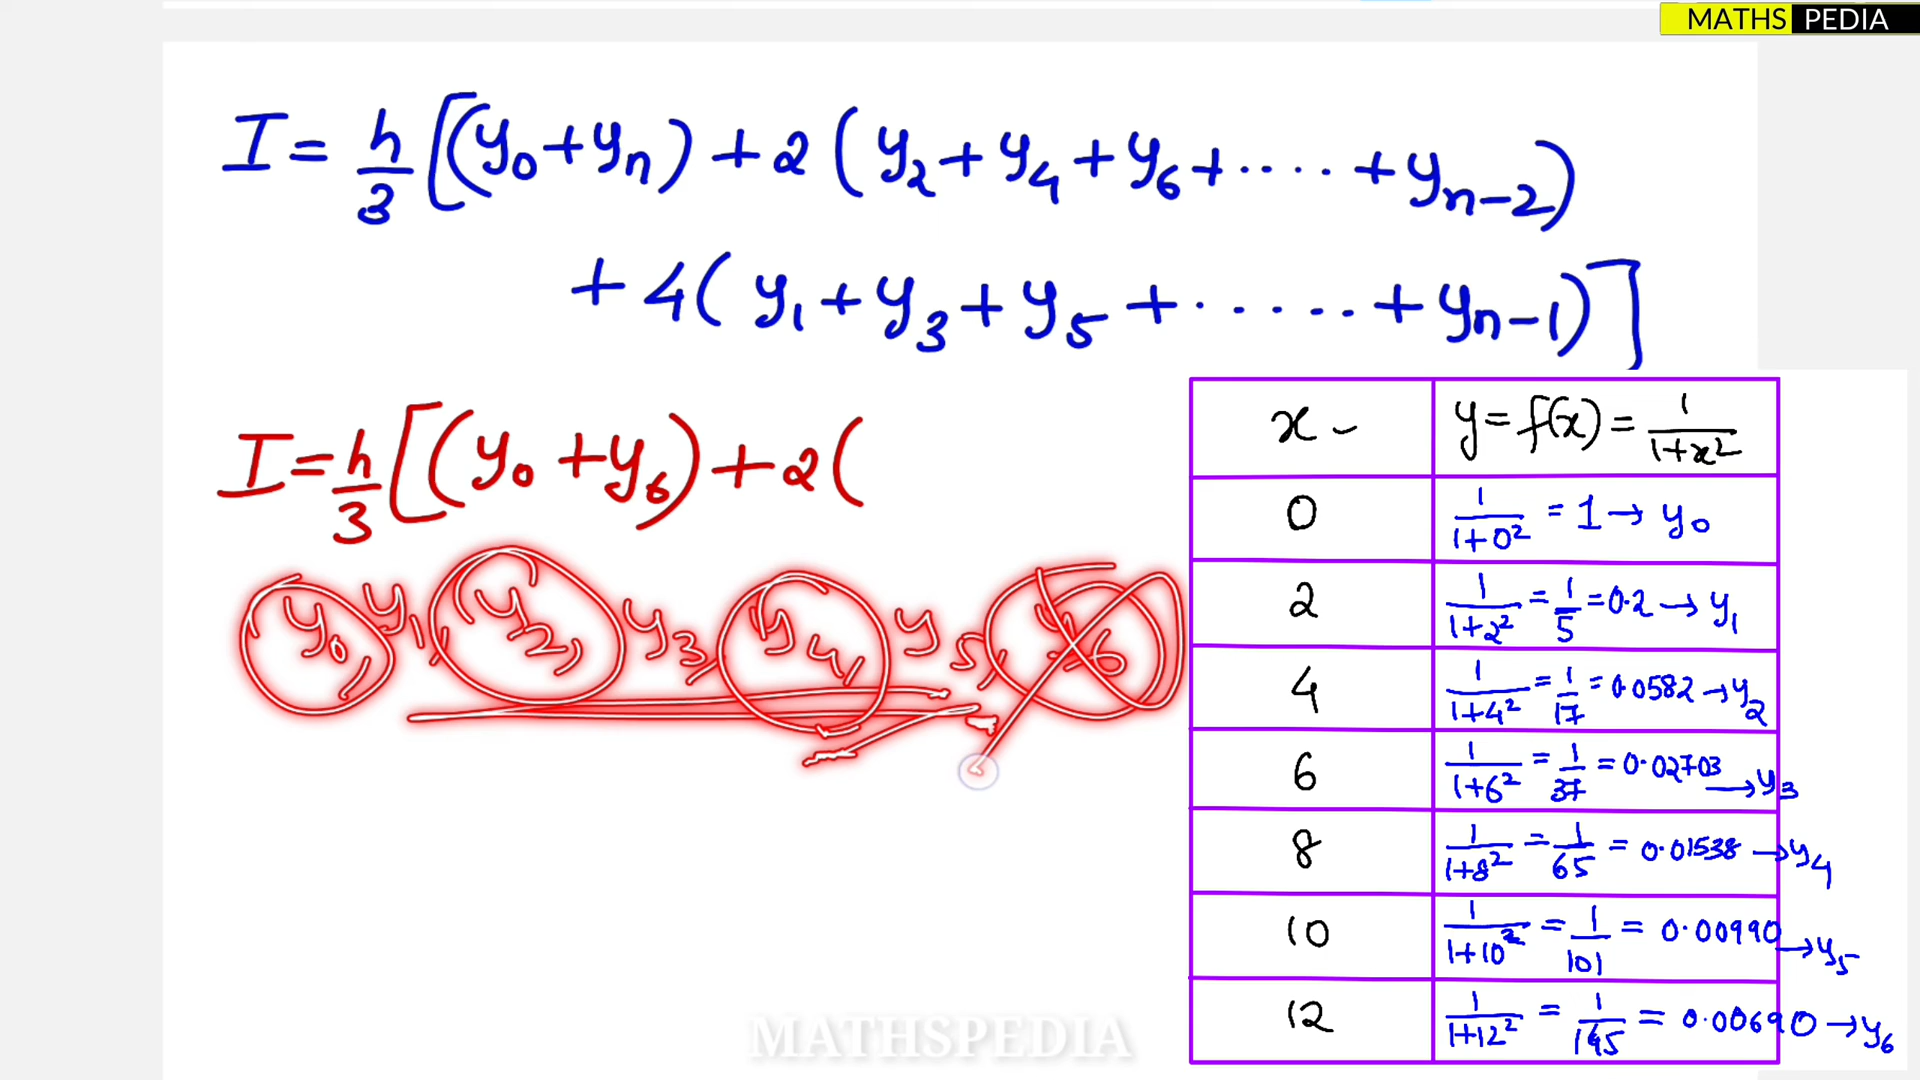 MATHS PEDIA
I = h/3 [(y₀ + yₙ) + 2 (y₂ + y₄ + y₆ + .... + yₙ₋₂)
+ 4 (y₁ + y₃ + y₅ + ...... + yₙ₋₁)]
I = h/3 [(y₀ + y₆) + 2 (
y₀, y₁, y₂, y₃, y₄, y₅, y₆
x y = f(x) = 1/(1+x²)
0 1/(1+0²) = 1 → y₀
2 1/(1+2²) = 1/5 = 0.2 → y₁
4 1/(1+4²) = 1/17 = 0.0582 → y₂
6 1/(1+6²) = 1/37 = 0.02703 → y₃
8 1/(1+8²) = 1/65 = 0.01538 → y₄
10 1/(1+10²) = 1/101 = 0.00990 → y₅
12 1/(1+12²) = 1/145 = 0.00690 → y₆
MATHSPEDIA